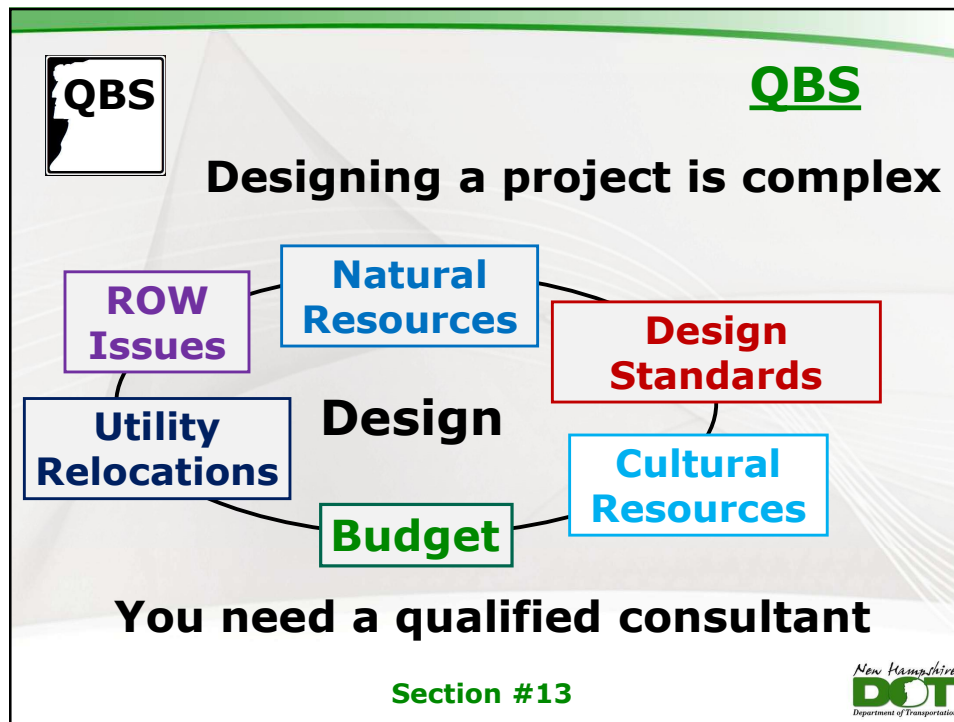 QBS
QBS
Designing a project is complex
Natural
Resources
ROW
Issues
Design
Standards
Utility
Relocations
Design
Cultural
Resources
Budget
You need a qualified consultant
Section #13
New Hampshire
DOT
Department of Transportation